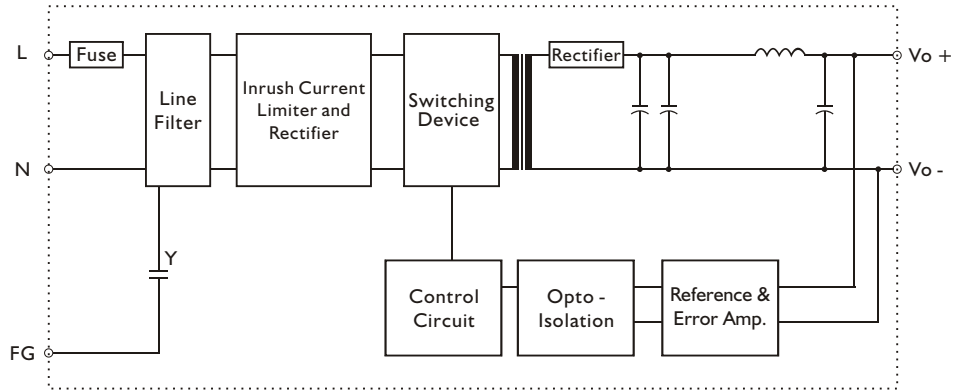 L
Fuse
Line
Filter
Inrush Current
Limiter and
Rectifier
Switching
Device
Rectifier
Vo +
N
Vo -
Y
FG
Control
Circuit
Opto -
Isolation
Reference &
Error Amp.